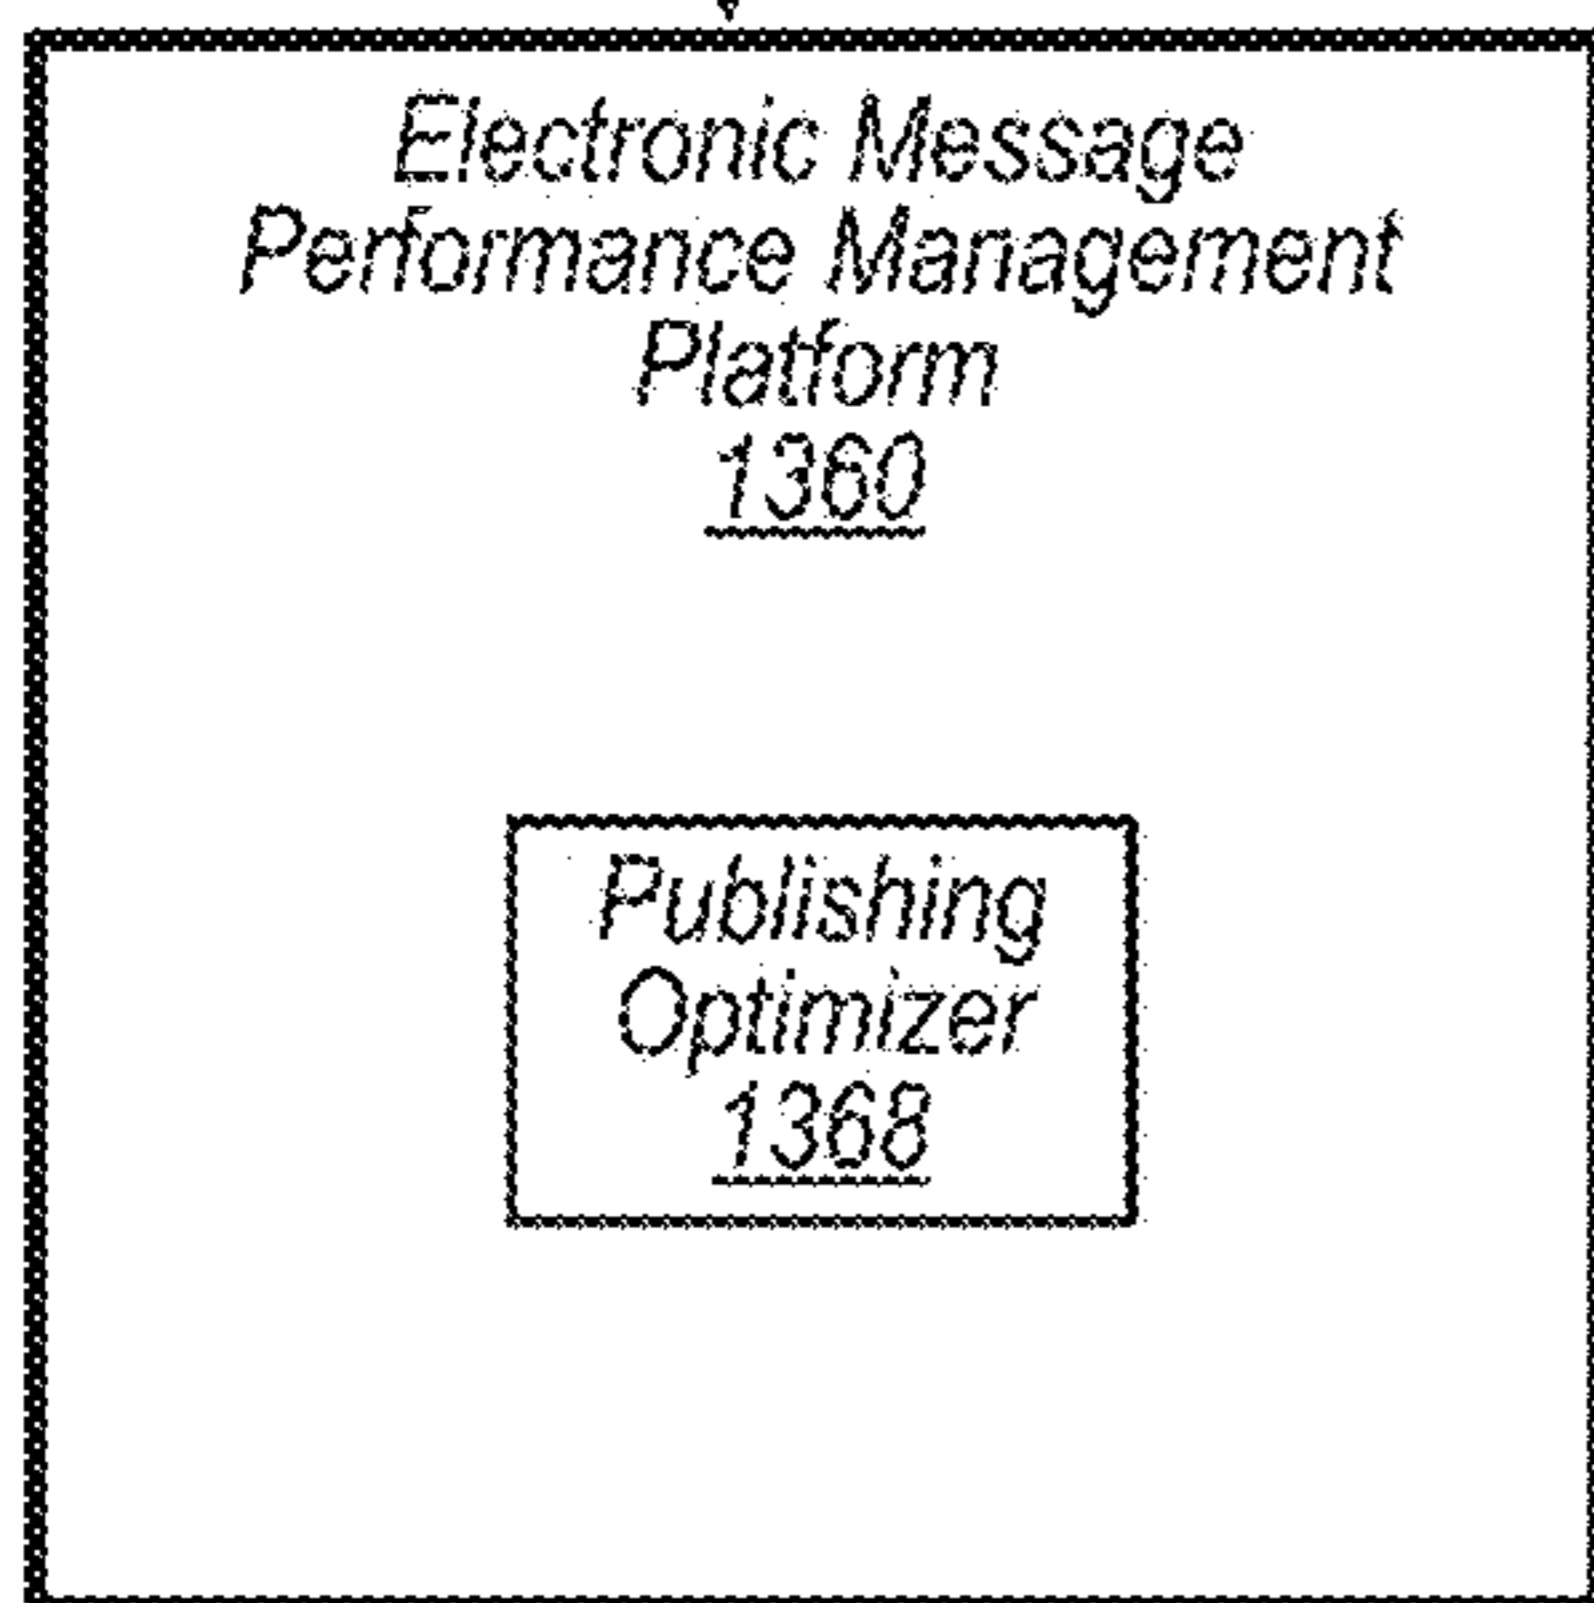 Electronic Message
Performance Management
Platform
1360
Publishing
Optimizer
1368